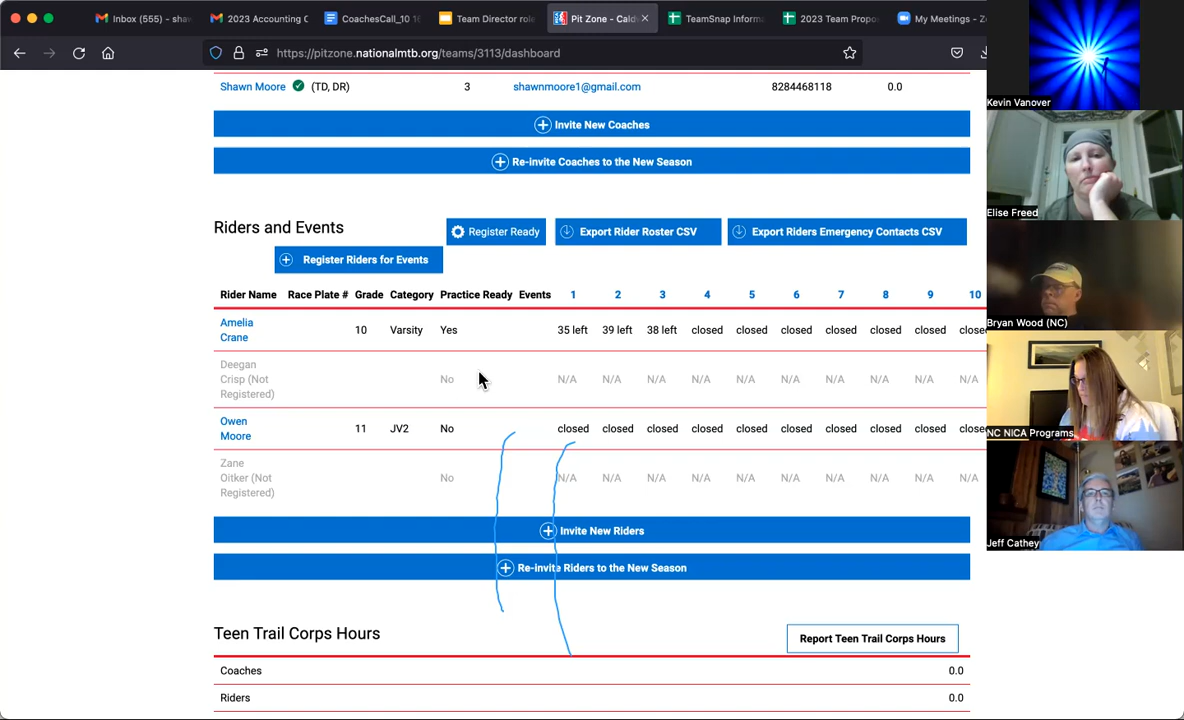 Inbox (555) - shaw
2023 Accounting C
CoachesCall_10 16
Team Director role
Pit Zone - Cald
TeamSnap Informa
2023 Team Propo
My Meetings - Z
https://pitzone.nationalmtb.org/teams/3113/dashboard
Shawn Moore (TD, DR) 3 shawnmoore1@gmail.com 8284468118 0.0
Invite New Coaches
Re-invite Coaches to the New Season
Riders and Events
Register Ready
Export Rider Roster CSV
Export Riders Emergency Contacts CSV
Register Riders for Events
Rider Name Race Plate # Grade Category Practice Ready Events 1 2 3 4 5 6 7 8 9 10
Amelia Crane 10 Varsity Yes 35 left 39 left 38 left closed closed closed closed closed closed close
Deegan Crisp (Not Registered) No N/A N/A N/A N/A N/A N/A N/A N/A N/A N/A
Owen Moore 11 JV2 No closed closed closed closed closed closed closed closed closed close
Zane Oitker (Not Registered) No N/A N/A N/A N/A N/A N/A N/A N/A N/A N/A
Invite New Riders
Re-invite Riders to the New Season
Teen Trail Corps Hours
Report Teen Trail Corps Hours
Coaches 0.0
Riders 0.0
Kevin Vanover
Elise Freed
Bryan Wood (NC)
NC NICA Programs
Jeff Cathey